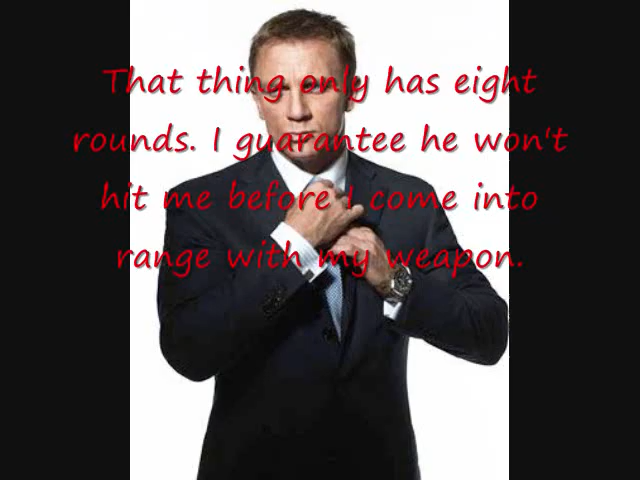 That thing only has eight
rounds. I guarantee he won't
hit me before I come into
range with my weapon.